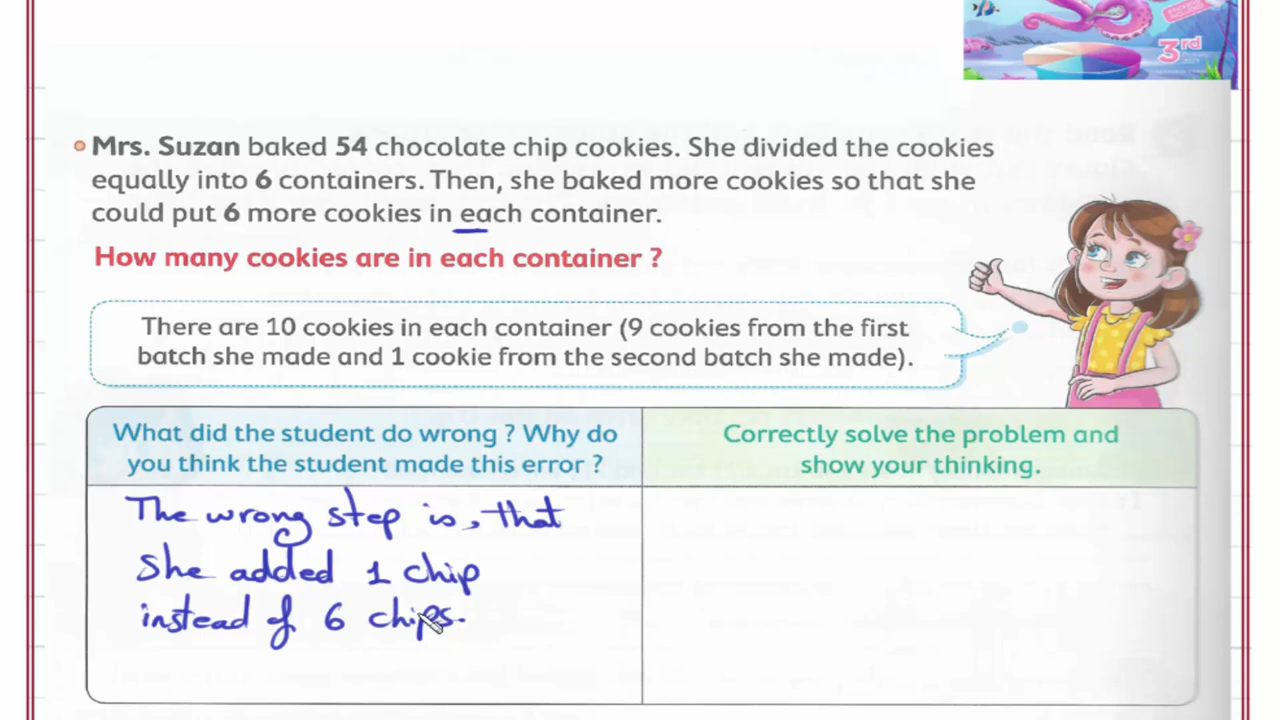 3rd
Mrs. Suzan baked 54 chocolate chip cookies. She divided the cookies
equally into 6 containers. Then, she baked more cookies so that she
could put 6 more cookies in each container.
How many cookies are in each container ?
There are 10 cookies in each container (9 cookies from the first
batch she made and 1 cookie from the second batch she made).
What did the student do wrong ? Why do
you think the student made this error ?
Correctly solve the problem and
show your thinking.
The wrong step is, that
She added 1 chip
instead of 6 chips.